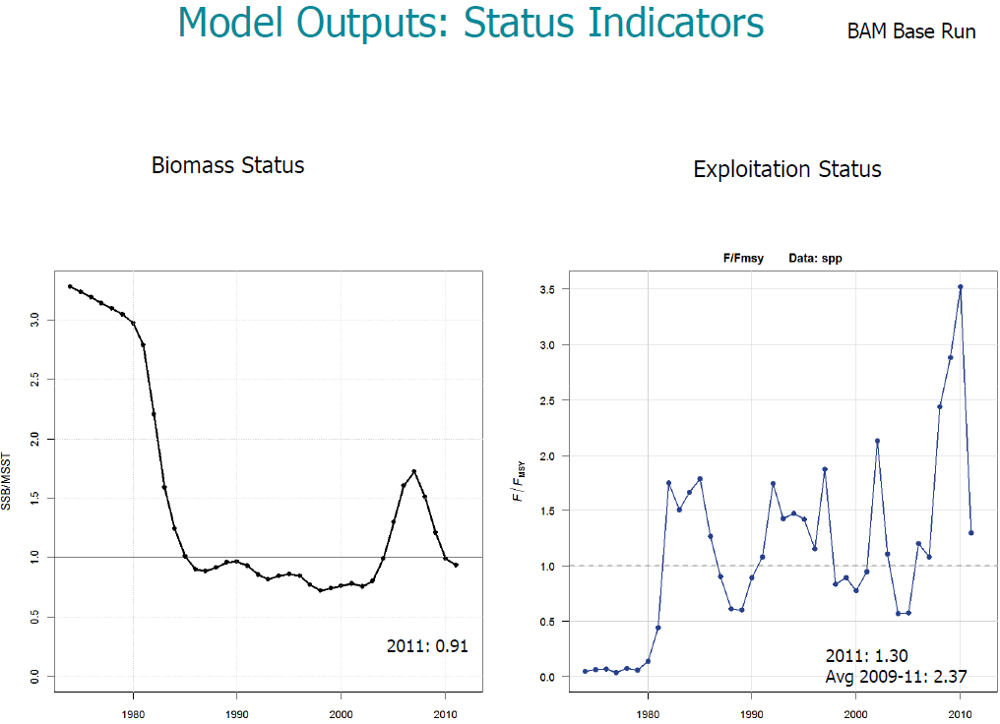 Model Outputs: Status Indicators
BAM Base Run
Biomass Status
Exploitation Status
F/Fmsy Data: spp
SSB/MSST
3.0
2.5
2.0
1.5
1.0
0.5
0.0
2011: 0.91
1980 1990 2000 2010
F / FMSY
3.5
3.0
2.5
2.0
1.5
1.0
0.5
0.0
2011: 1.30
Avg 2009-11: 2.37
1980 1990 2000 2010